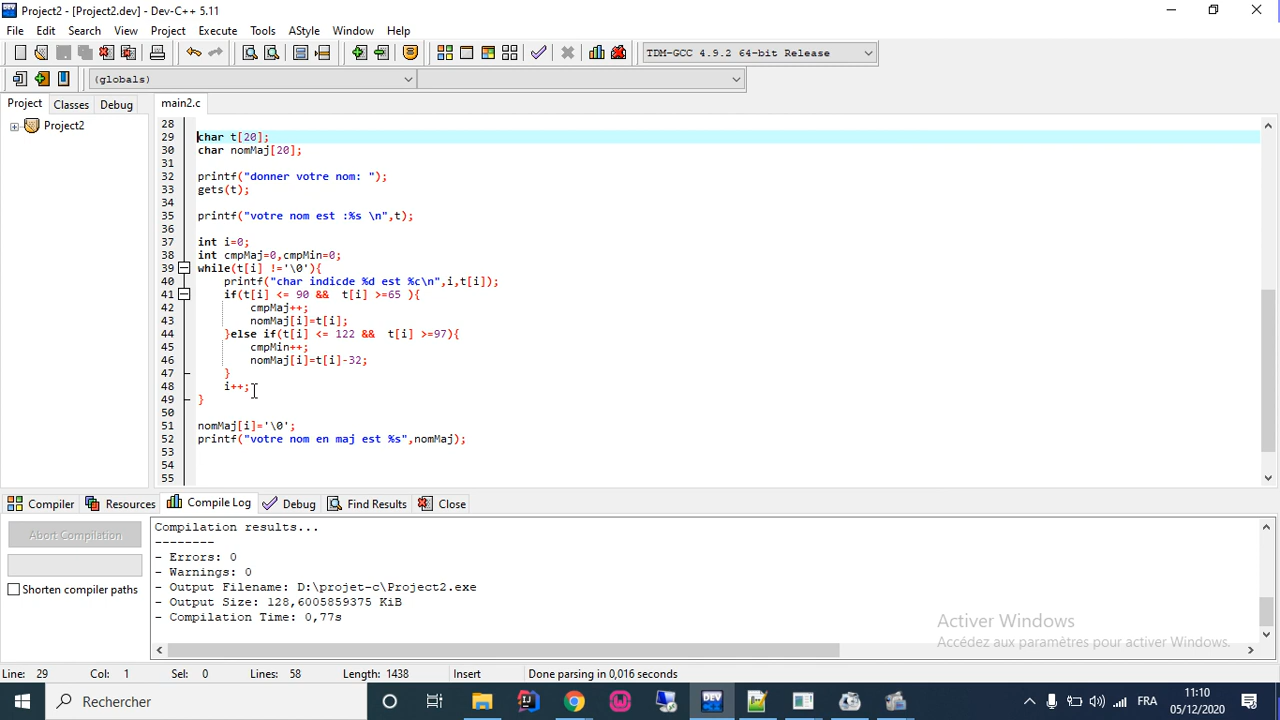 Project2 - [Project2.dev] - Dev-C++ 5.11
File Edit Search View Project Execute Tools AStyle Window Help
TDM-GCC 4.9.2 64-bit Release
(globals)
Project Classes Debug main2.c
Project2
28
29 char t[20];
30 char nomMaj[20];
31
32 printf("donner votre nom: ");
33 gets(t);
34
35 printf("votre nom est :%s \n",t);
36
37 int i=0;
38 int cmpMaj=0,cmpMin=0;
39 while(t[i] !='\0'){
40 printf("char indicde %d est %c\n",i,t[i]);
41 if(t[i] <= 90 && t[i] >=65 ){
42 cmpMaj++;
43 nomMaj[i]=t[i];
44 }else if(t[i] <= 122 && t[i] >=97){
45 cmpMin++;
46 nomMaj[i]=t[i]-32;
47 }
48 i++;
49 }
50
51 nomMaj[i]='\0';
52 printf("votre nom en maj est %s",nomMaj);
53
54
55
Compiler Resources Compile Log Debug Find Results Close
Abort Compilation
Shorten compiler paths
Compilation results...
--------
- Errors: 0
- Warnings: 0
- Output Filename: D:\projet-c\Project2.exe
- Output Size: 128,6005859375 KiB
- Compilation Time: 0,77s
Activer Windows
Accédez aux paramètres pour activer Windows.
Line: 29 Col: 1 Sel: 0 Lines: 58 Length: 1438 Insert Done parsing in 0,016 seconds
Rechercher
DEV
FRA
11:10
05/12/2020